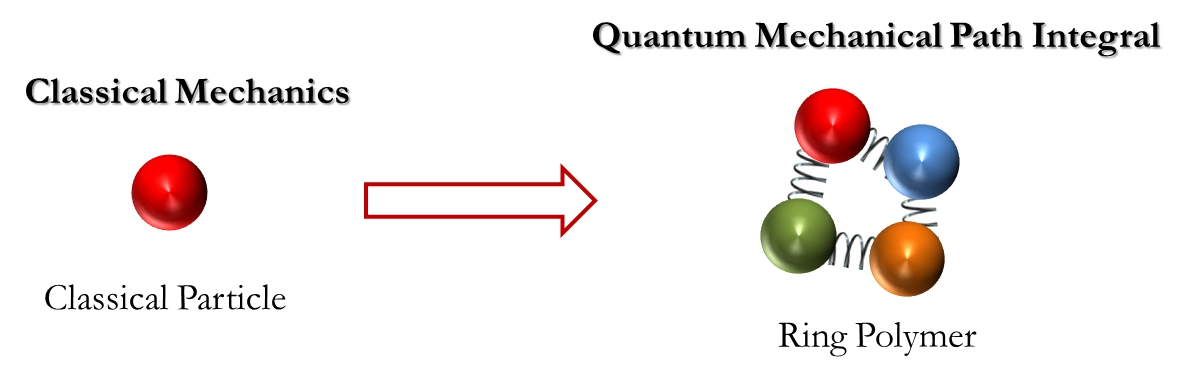 Quantum Mechanical Path Integral
Classical Mechanics
Classical Particle
Ring Polymer